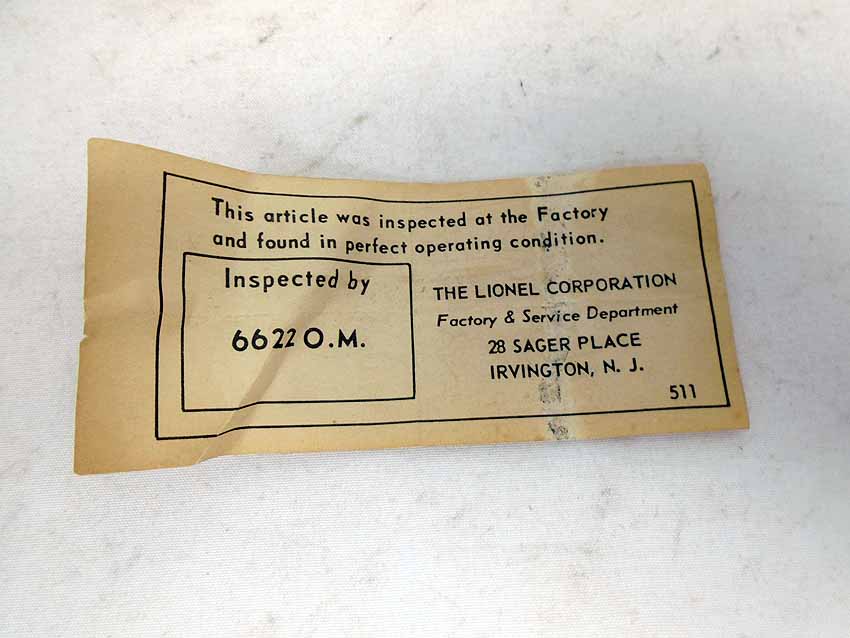 This article was inspected at the Factory
and found in perfect operating condition.
Inspected by
6622 O.M.
THE LIONEL CORPORATION
Factory & Service Department
28 SAGER PLACE
IRVINGTON, N. J.
511